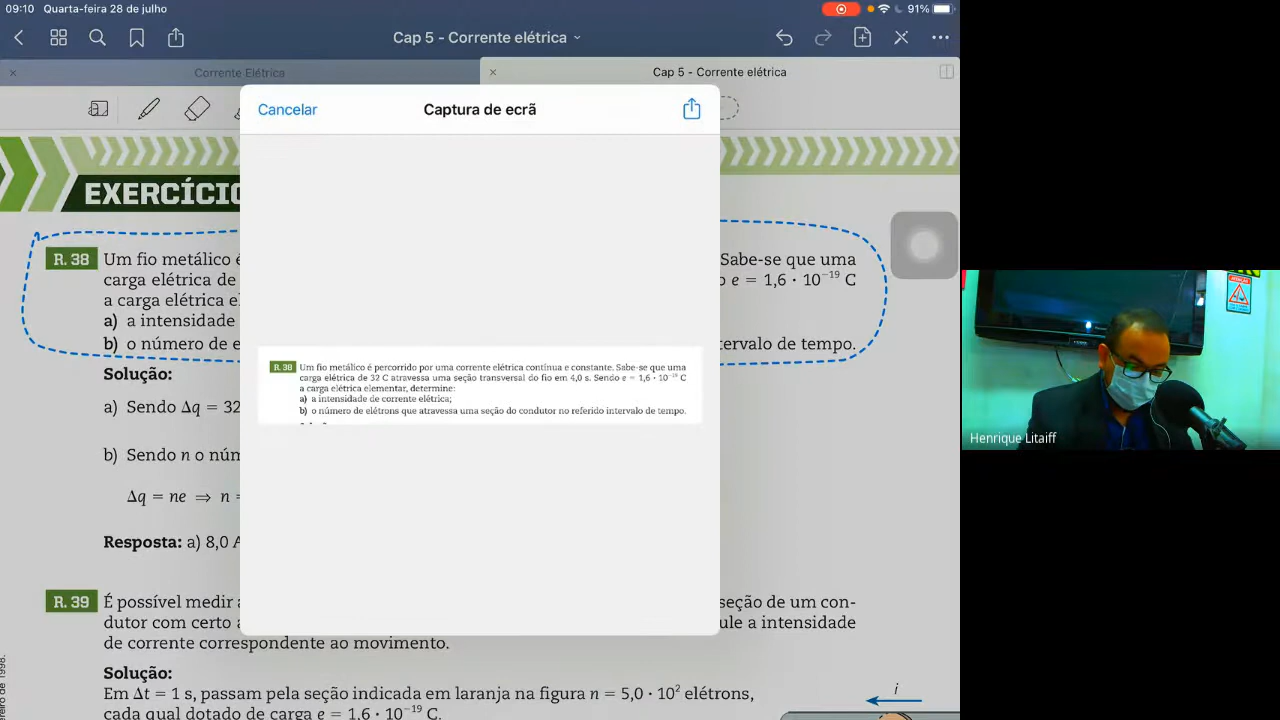 09:10 Quarta-feira 28 de julho
91%
Cap 5 - Corrente elétrica
Corrente Elétrica
Cap 5 - Corrente elétrica
Cancelar
Captura de ecrã
EXERCÍCIO
R. 38 Um fio metálico é
Sabe-se que uma
carga elétrica de
e = 1,6 · 10⁻¹⁹ C
a carga elétrica el
a) a intensidade
b) o número de e
tervalo de tempo.
R. 38 Um fio metálico é percorrido por uma corrente elétrica contínua e constante. Sabe-se que uma
carga elétrica de 32 C atravessa uma seção transversal do fio em 4,0 s. Sendo e = 1,6 · 10⁻¹⁹ C
a carga elétrica elementar, determine:
a) a intensidade de corrente elétrica;
b) o número de elétrons que atravessa uma seção do condutor no referido intervalo de tempo.
Solução:
a) Sendo Δq = 32
b) Sendo n o núm
Δq = ne ⇒ n =
Resposta: a) 8,0 A
R. 39 É possível medir a
seção de um con-
dutor com certo a
ule a intensidade
de corrente correspondente ao movimento.
Solução:
Em Δt = 1 s, passam pela seção indicada em laranja na figura n = 5,0 · 10² elétrons,
cada qual dotado de carga e = 1,6 · 10⁻¹⁹ C.
i
Henrique Litaiff